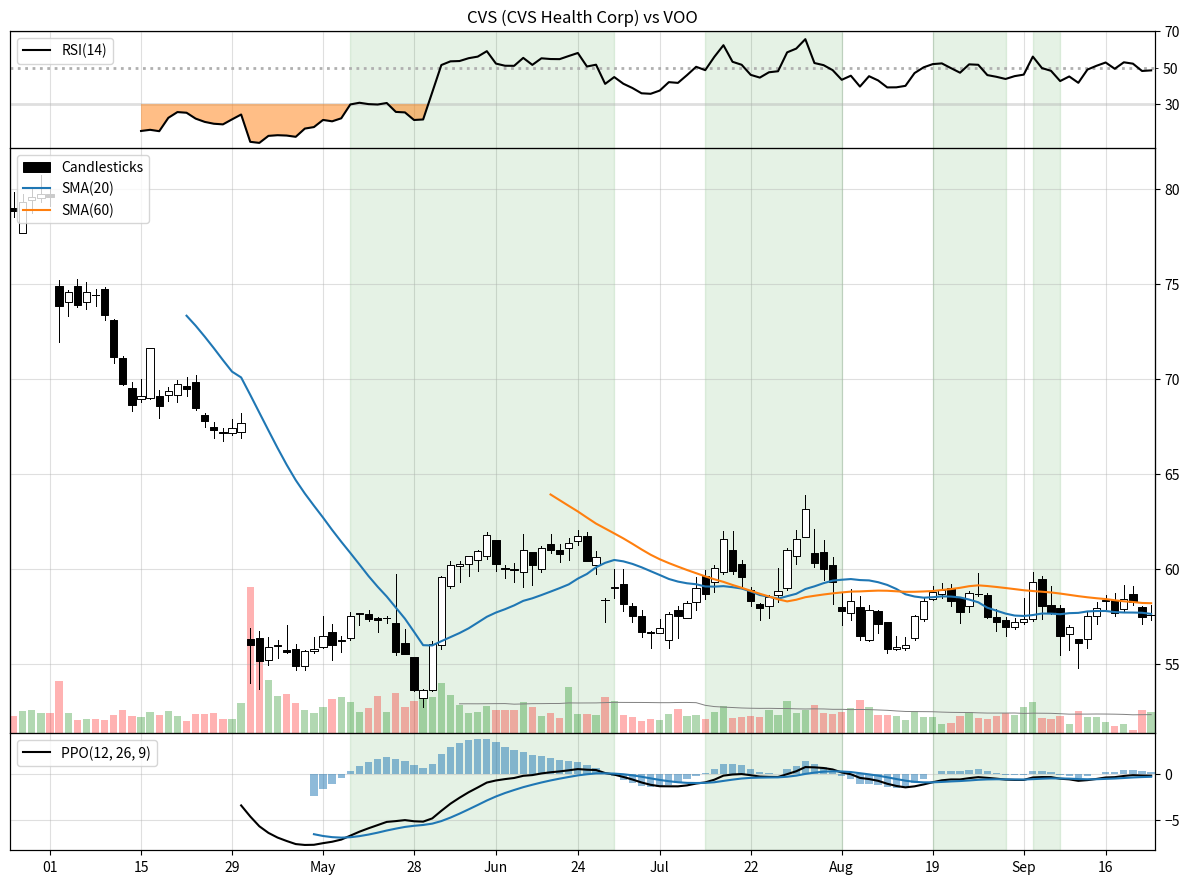 CVS (CVS Health Corp) vs VOO
RSI(14)
70
50
30
Candlesticks
SMA(20)
SMA(60)
80
75
70
65
60
55
PPO(12, 26, 9)
0
−5
01
15
29
May
28
Jun
24
Jul
22
Aug
19
Sep
16